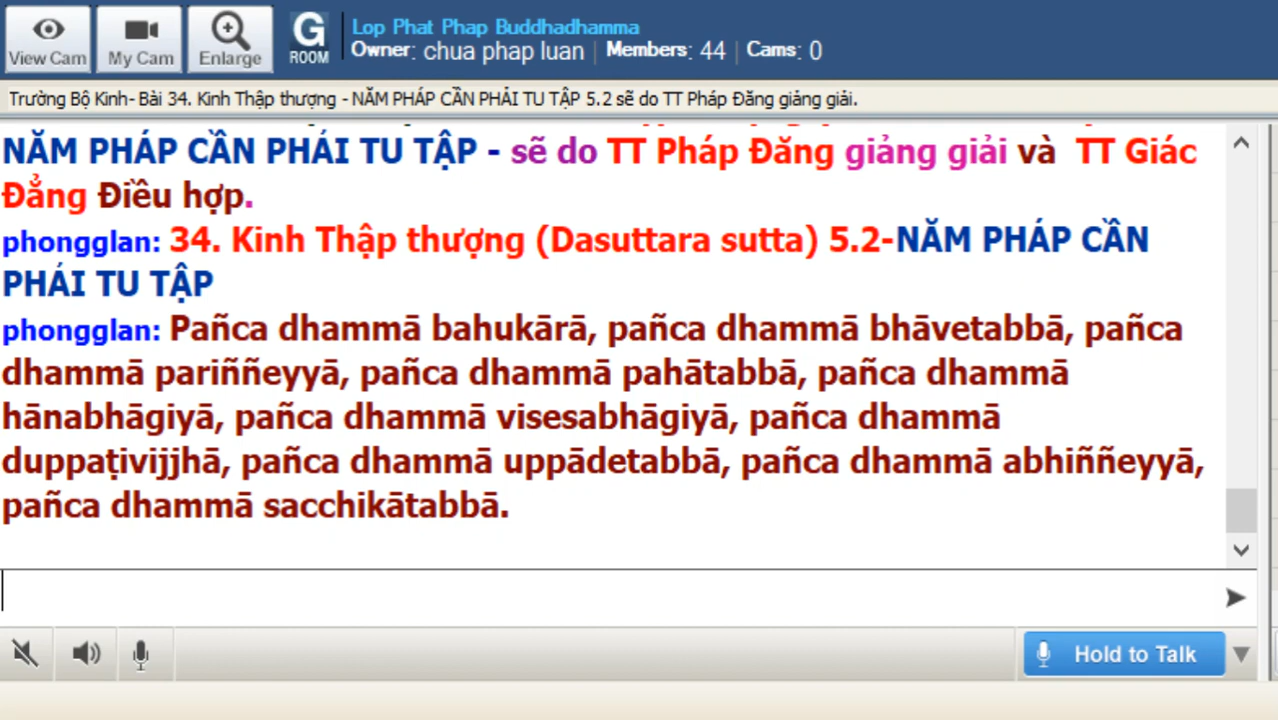 View Cam
My Cam
Enlarge
G
ROOM
Lop Phat Phap Buddhadhamma
Owner: chua phap luan | Members: 44 | Cams: 0
Trường Bộ Kinh- Bài 34. Kinh Thập thượng - NĂM PHÁP CẦN PHẢI TU TẬP 5.2 sẽ do TT Pháp Đăng giảng giải.
NĂM PHÁP CẦN PHÁI TU TẬP - sẽ do TT Pháp Đăng giảng giải và TT Giác
Đẳng Điều hợp.
phongglan: 34. Kinh Thập thượng (Dasuttara sutta) 5.2-NĂM PHÁP CẦN
PHÁI TU TẬP
phongglan: Pañca dhammā bahukārā, pañca dhammā bhāvetabbā, pañca
dhammā pariññeyyā, pañca dhammā pahātabbā, pañca dhammā
hānabhāgiyā, pañca dhammā visesabhāgiyā, pañca dhammā
duppaṭivijjhā, pañca dhammā uppādetabbā, pañca dhammā abhiññeyyā,
pañca dhammā sacchikātabbā.
Hold to Talk